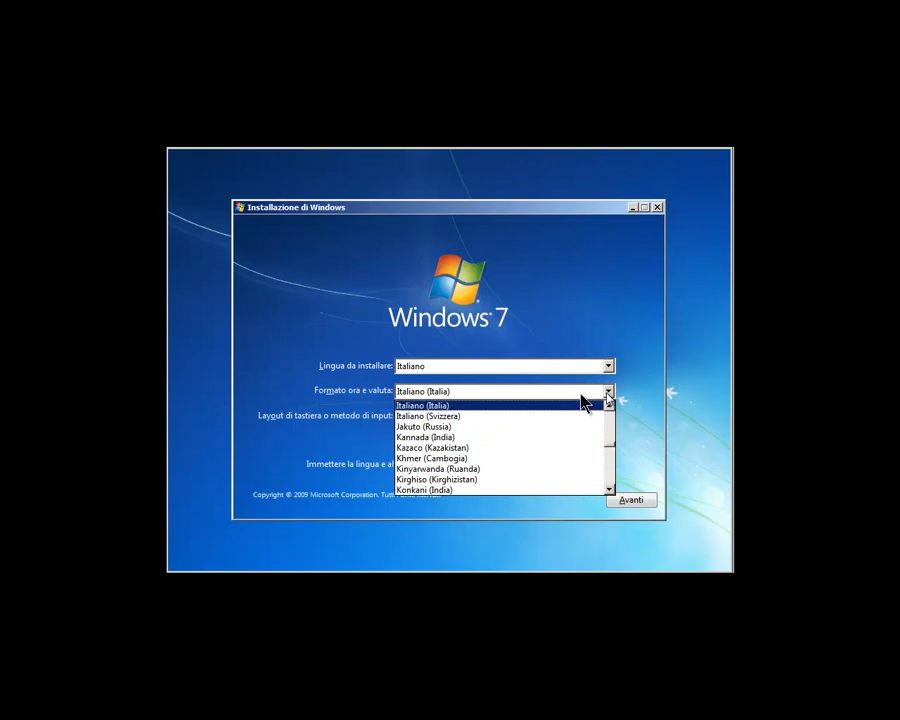 Installazione di Windows
Windows 7
Lingua da installare: Italiano
Formato ora e valuta: Italiano (Italia)
Italiano (Italia)
Italiano (Svizzera)
Layout di tastiera o metodo di input:
Jakuto (Russia)
Kannada (India)
Kazaco (Kazakistan)
Khmer (Cambogia)
Immettere la lingua e
Kinyarwanda (Ruanda)
Kirghiso (Kirghizistan)
Konkani (India)
Copyright © 2009 Microsoft Corporation.
Avanti